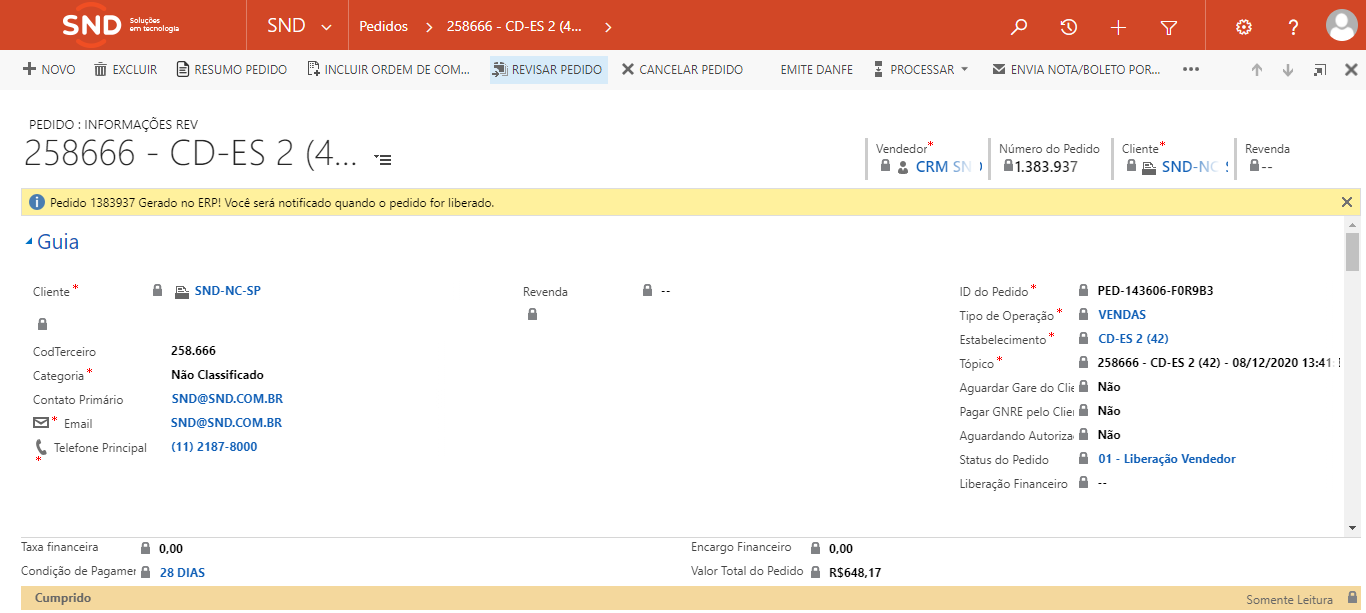 SND Soluções em tecnologia SND Pedidos 258666 - CD-ES 2 (4...
NOVO EXCLUIR RESUMO PEDIDO INCLUIR ORDEM DE COM... REVISAR PEDIDO CANCELAR PEDIDO EMITE DANFE PROCESSAR ENVIA NOTA/BOLETO POR... •••
PEDIDO : INFORMAÇÕES REV
258666 - CD-ES 2 (4...
Vendedor* Número do Pedido Cliente* Revenda
CRM SN 1.383.937 SND-NC --
Pedido 1383937 Gerado no ERP! Você será notificado quando o pedido for liberado.
Guia
Cliente* SND-NC-SP Revenda --
CodTerceiro 258.666
Categoria* Não Classificado
Contato Primário SND@SND.COM.BR
* Email SND@SND.COM.BR
Telefone Principal* (11) 2187-8000
ID do Pedido* PED-143606-F0R9B3
Tipo de Operação* VENDAS
Estabelecimento* CD-ES 2 (42)
Tópico* 258666 - CD-ES 2 (42) - 08/12/2020 13:41:
Aguardar Gare do Clie Não
Pagar GNRE pelo Clie Não
Aguardando Autoriza Não
Status do Pedido 01 - Liberação Vendedor
Liberação Financeiro --
Taxa financeira 0,00 Encargo Financeiro 0,00
Condição de Pagamer 28 DIAS Valor Total do Pedido R$648,17
Cumprido Somente Leitura